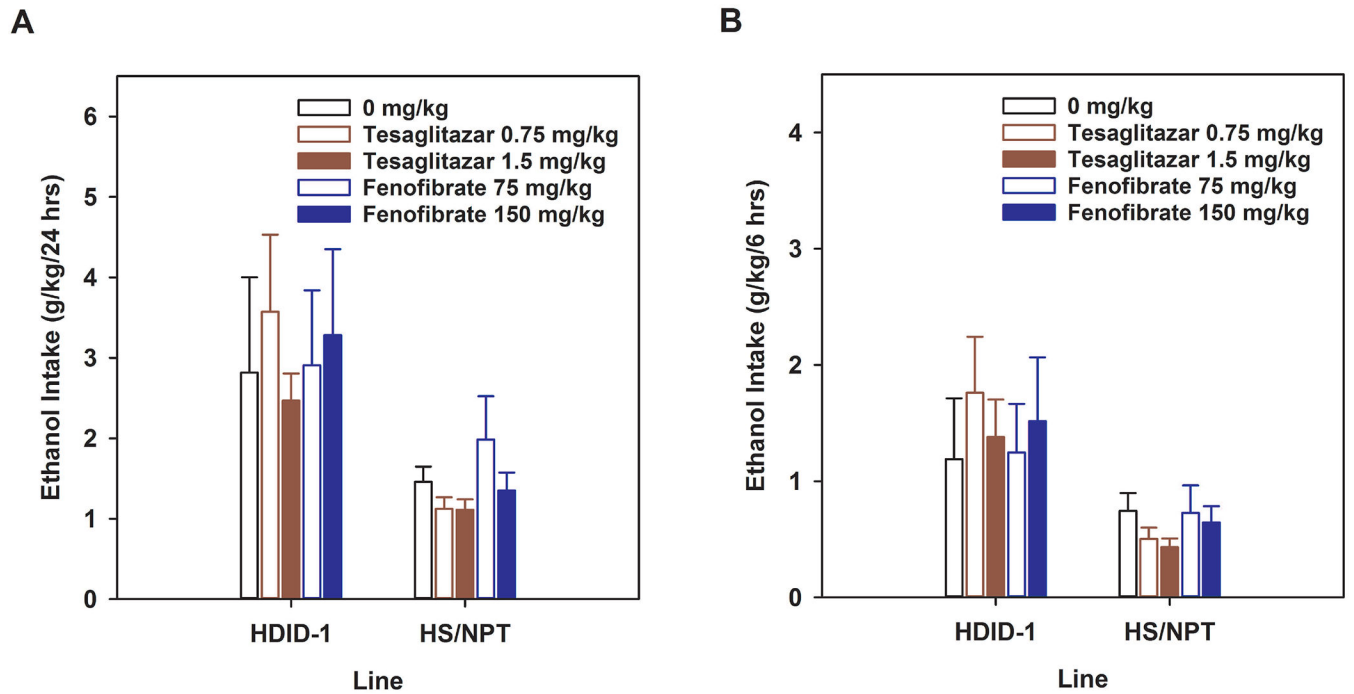 A
Ethanol Intake (g/kg/24 hrs)
6
5
4
3
2
1
0
0 mg/kg
Tesaglitazar 0.75 mg/kg
Tesaglitazar 1.5 mg/kg
Fenofibrate 75 mg/kg
Fenofibrate 150 mg/kg
HDID-1
HS/NPT
Line
B
Ethanol Intake (g/kg/6 hrs)
4
3
2
1
0
0 mg/kg
Tesaglitazar 0.75 mg/kg
Tesaglitazar 1.5 mg/kg
Fenofibrate 75 mg/kg
Fenofibrate 150 mg/kg
HDID-1
HS/NPT
Line